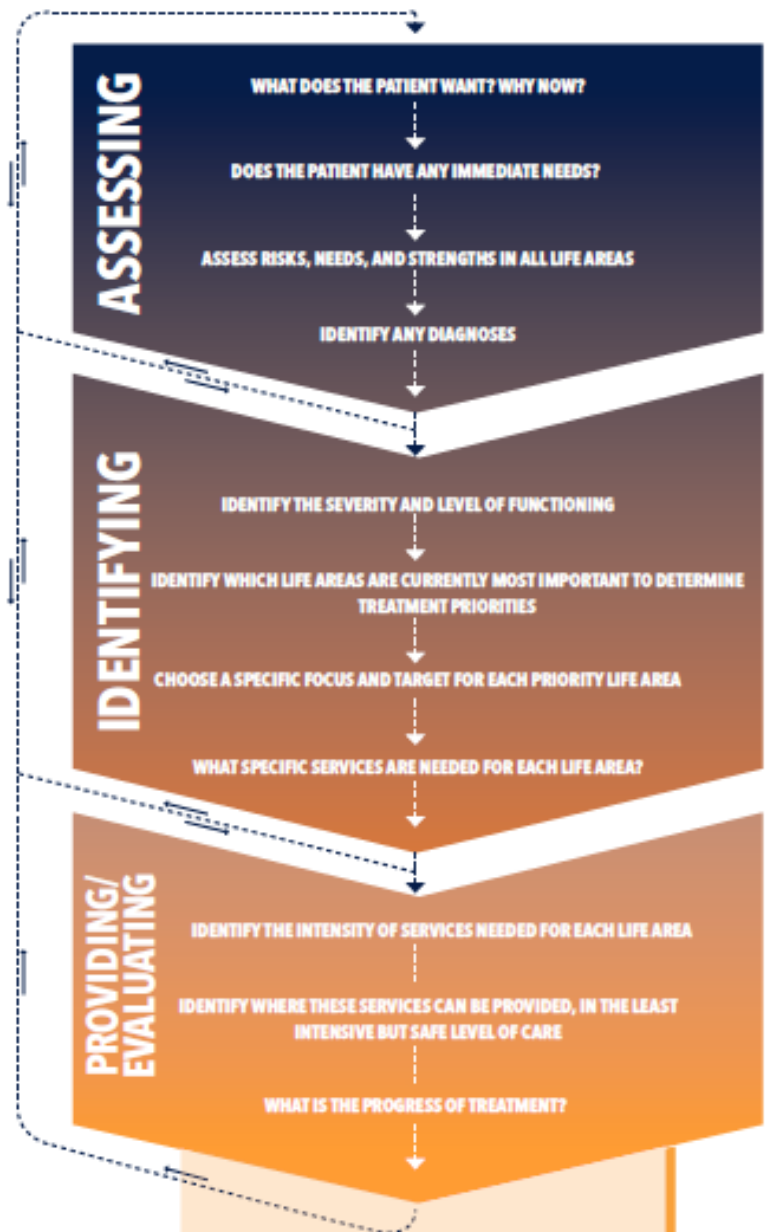 ASSESSING
WHAT DOES THE PATIENT WANT? WHY NOW?
DOES THE PATIENT HAVE ANY IMMEDIATE NEEDS?
ASSESS RISKS, NEEDS, AND STRENGTHS IN ALL LIFE AREAS
IDENTIFY ANY DIAGNOSES
IDENTIFYING
IDENTIFY THE SEVERITY AND LEVEL OF FUNCTIONING
IDENTIFY WHICH LIFE AREAS ARE CURRENTLY MOST IMPORTANT TO DETERMINE
TREATMENT PRIORITIES
CHOOSE A SPECIFIC FOCUS AND TARGET FOR EACH PRIORITY LIFE AREA
WHAT SPECIFIC SERVICES ARE NEEDED FOR EACH LIFE AREA?
PROVIDING/
EVALUATING
IDENTIFY THE INTENSITY OF SERVICES NEEDED FOR EACH LIFE AREA
IDENTIFY WHERE THESE SERVICES CAN BE PROVIDED, IN THE LEAST
INTENSIVE BUT SAFE LEVEL OF CARE
WHAT IS THE PROGRESS OF TREATMENT?